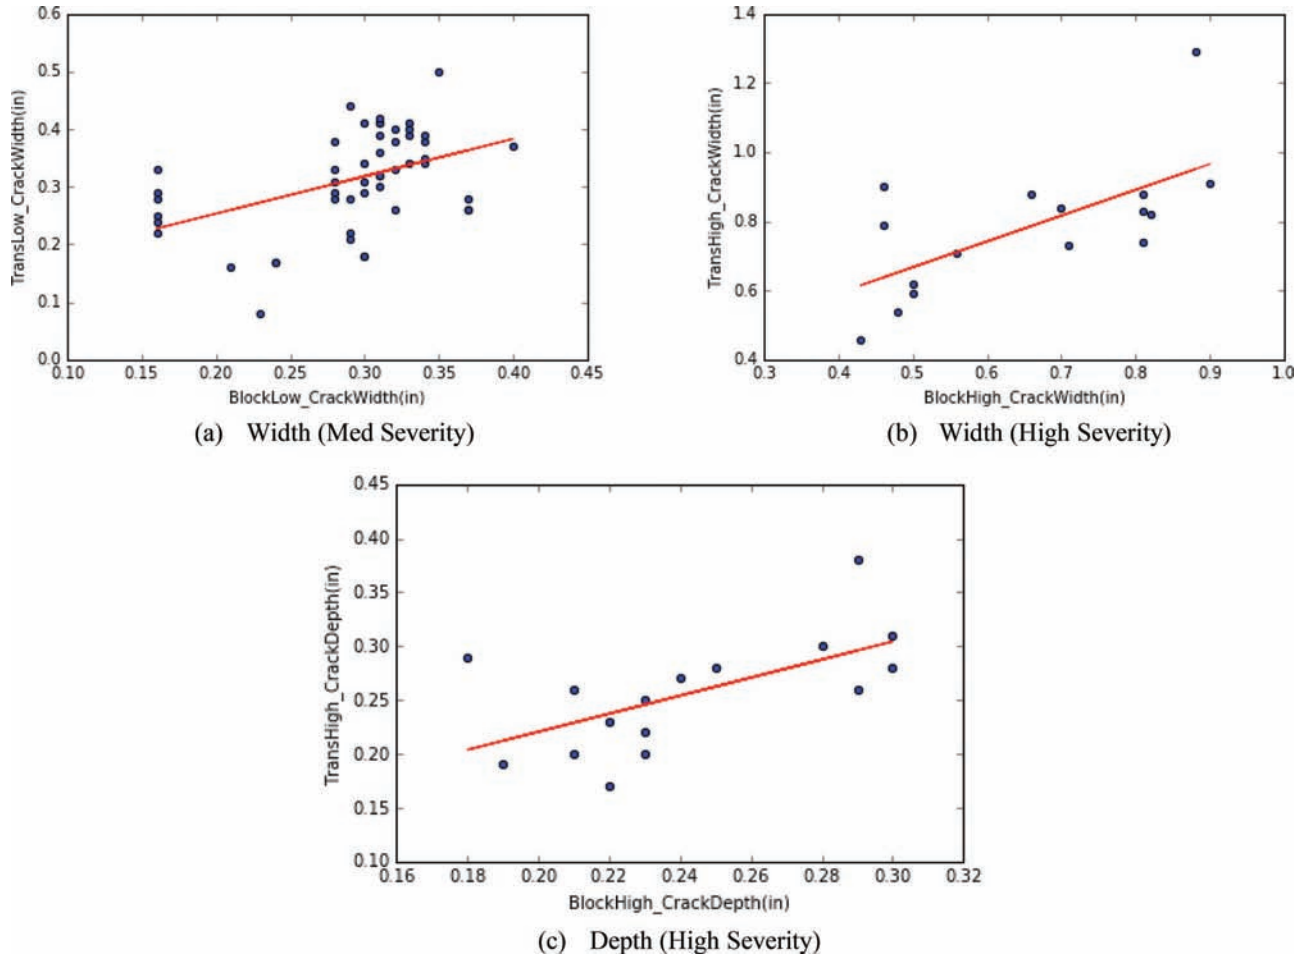 0.6
0.5
0.4
0.3
0.2
0.1
0.0
TransLow_CrackWidth(in)
0.10 0.15 0.20 0.25 0.30 0.35 0.40 0.45
BlockLow_CrackWidth(in)
(a) Width (Med Severity)
1.4
1.2
1.0
0.8
0.6
0.4
TransHigh_CrackWidth(in)
0.3 0.4 0.5 0.6 0.7 0.8 0.9 1.0
BlockHigh_CrackWidth(in)
(b) Width (High Severity)
0.45
0.40
0.35
0.30
0.25
0.20
0.15
0.10
TransHigh_CrackDepth(in)
0.16 0.18 0.20 0.22 0.24 0.26 0.28 0.30 0.32
BlockHigh_CrackDepth(in)
(c) Depth (High Severity)